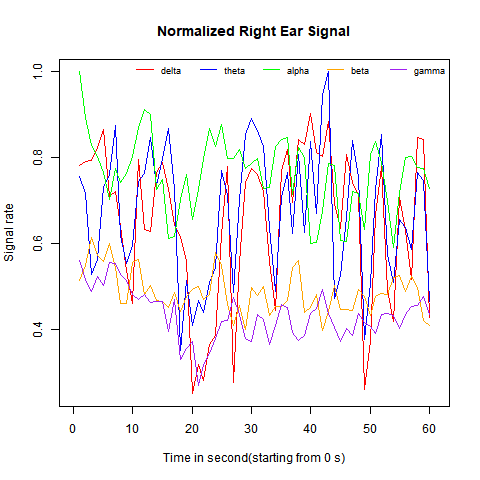 Normalized Right Ear Signal
delta theta alpha beta gamma
Signal rate
1.0
0.8
0.6
0.4
0 10 20 30 40 50 60
Time in second(starting from 0 s)